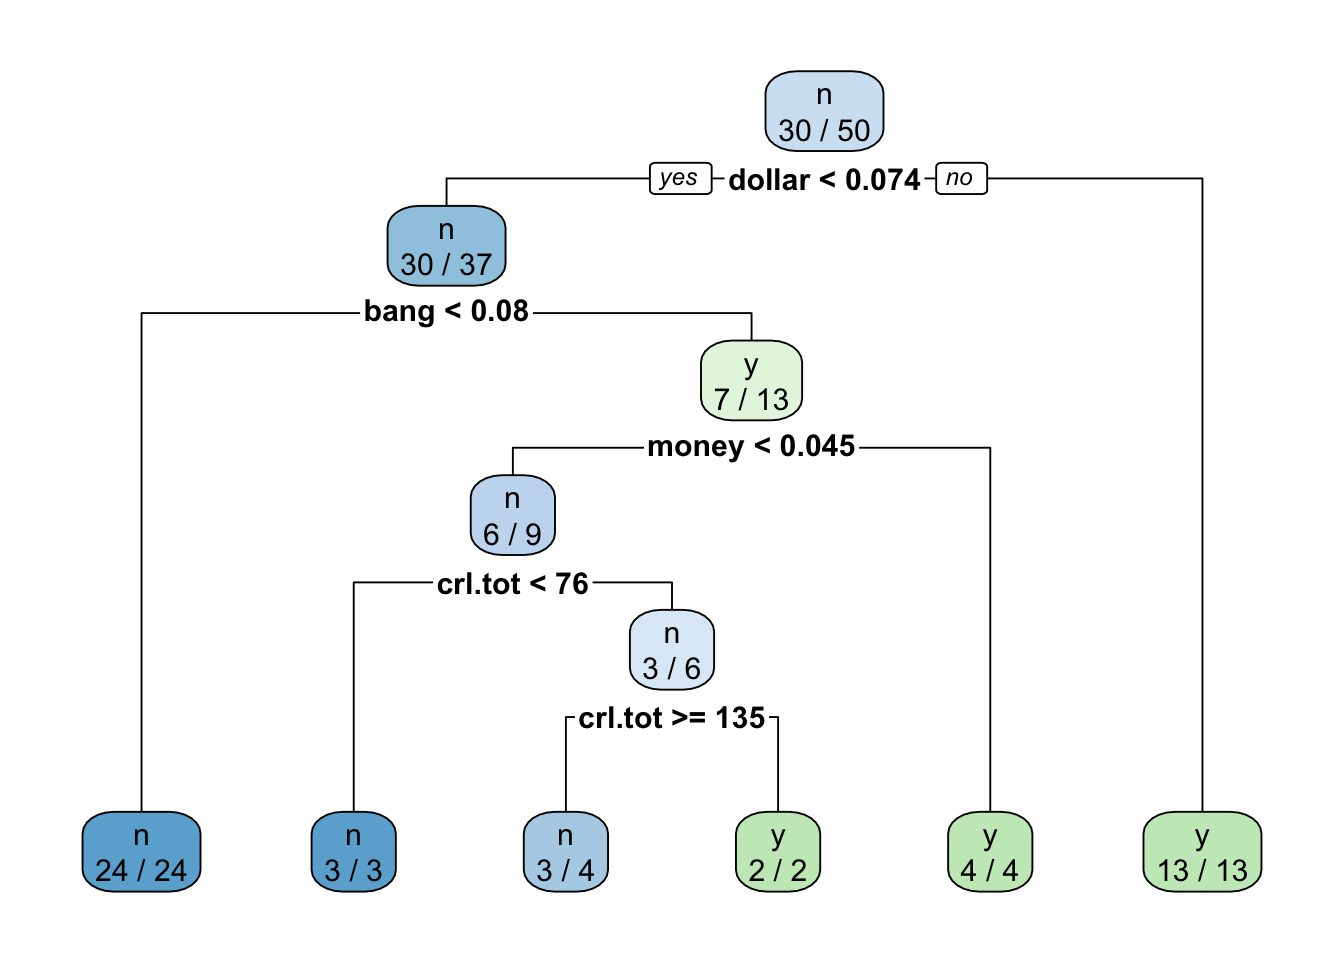 n
30 / 50
yes
dollar < 0.074
no
n
30 / 37
bang < 0.08
y
7 / 13
money < 0.045
n
6 / 9
crl.tot < 76
n
3 / 6
crl.tot >= 135
n
24 / 24
n
3 / 3
n
3 / 4
y
2 / 2
y
4 / 4
y
13 / 13